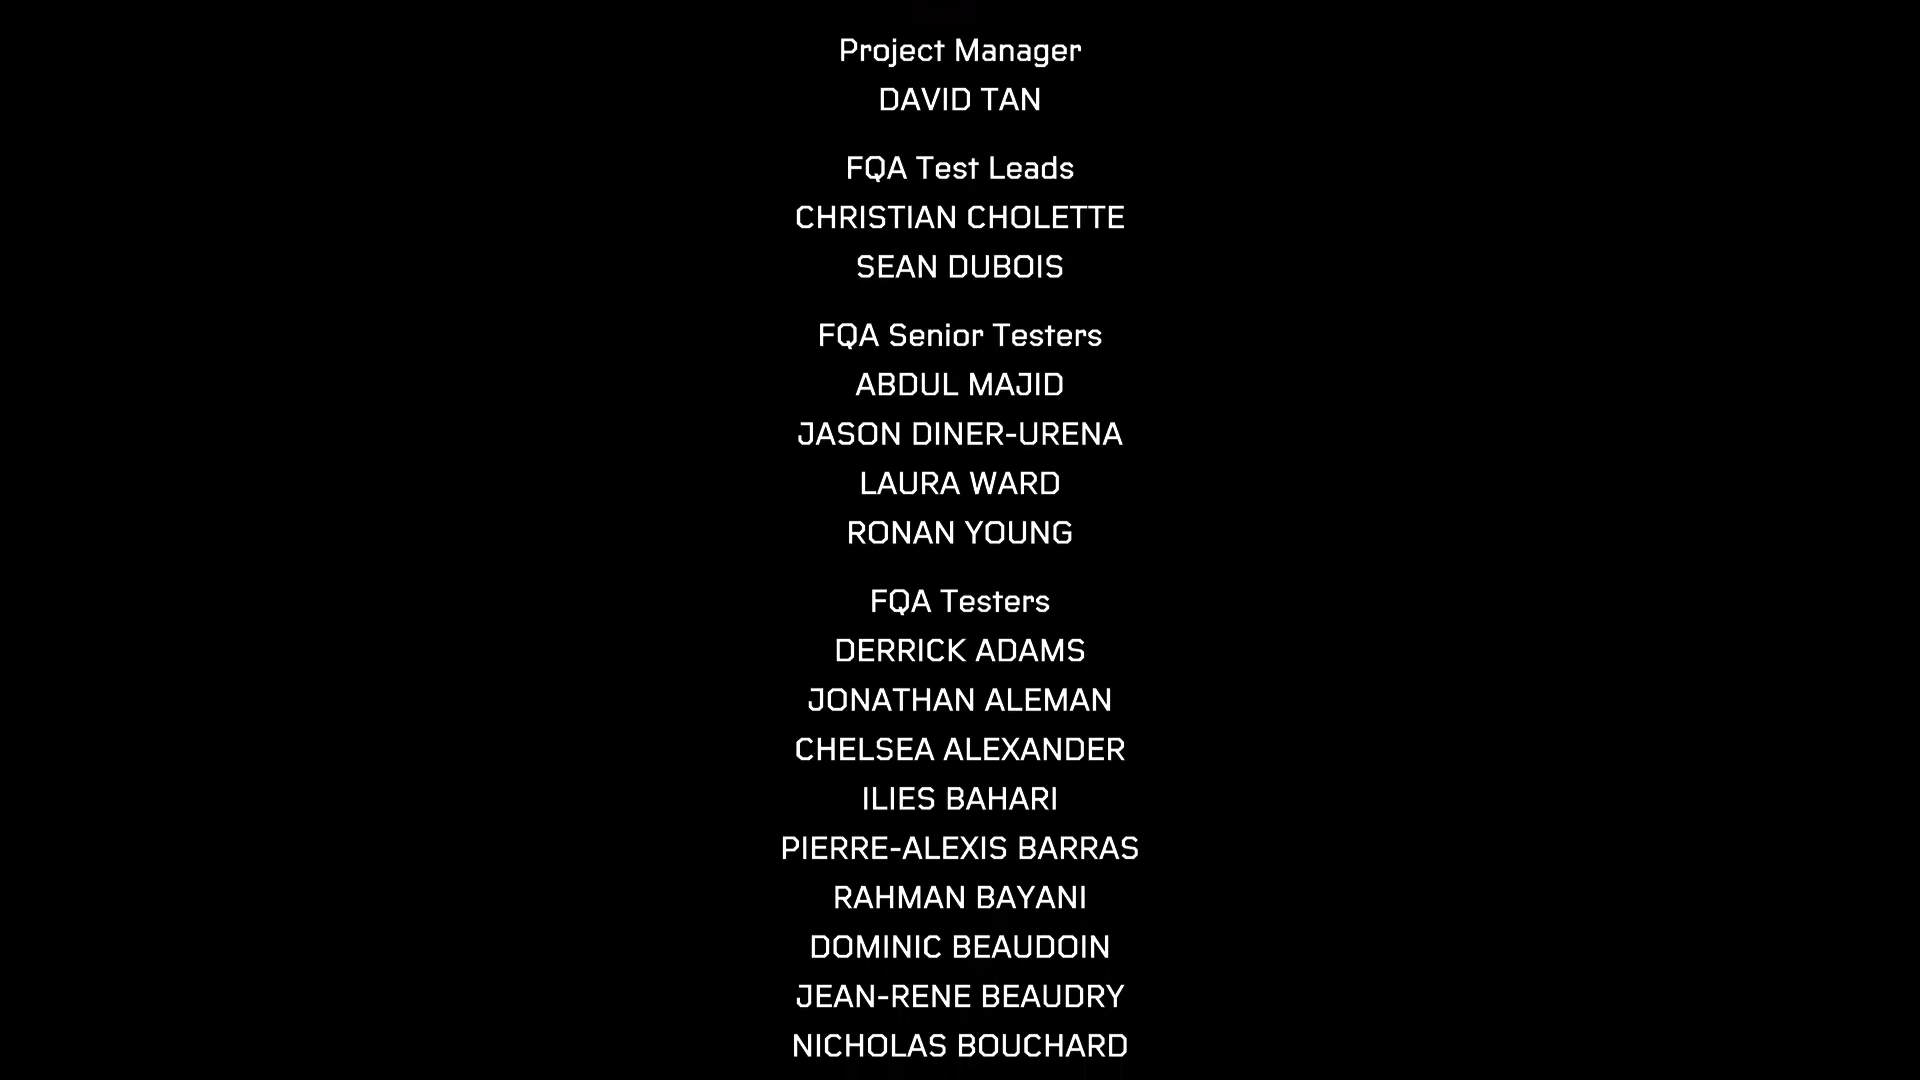 Project Manager
DAVID TAN
FQA Test Leads
CHRISTIAN CHOLETTE
SEAN DUBOIS
FQA Senior Testers
ABDUL MAJID
JASON DINER-URENA
LAURA WARD
RONAN YOUNG
FQA Testers
DERRICK ADAMS
JONATHAN ALEMAN
CHELSEA ALEXANDER
ILIES BAHARI
PIERRE-ALEXIS BARRAS
RAHMAN BAYANI
DOMINIC BEAUDOIN
JEAN-RENE BEAUDRY
NICHOLAS BOUCHARD